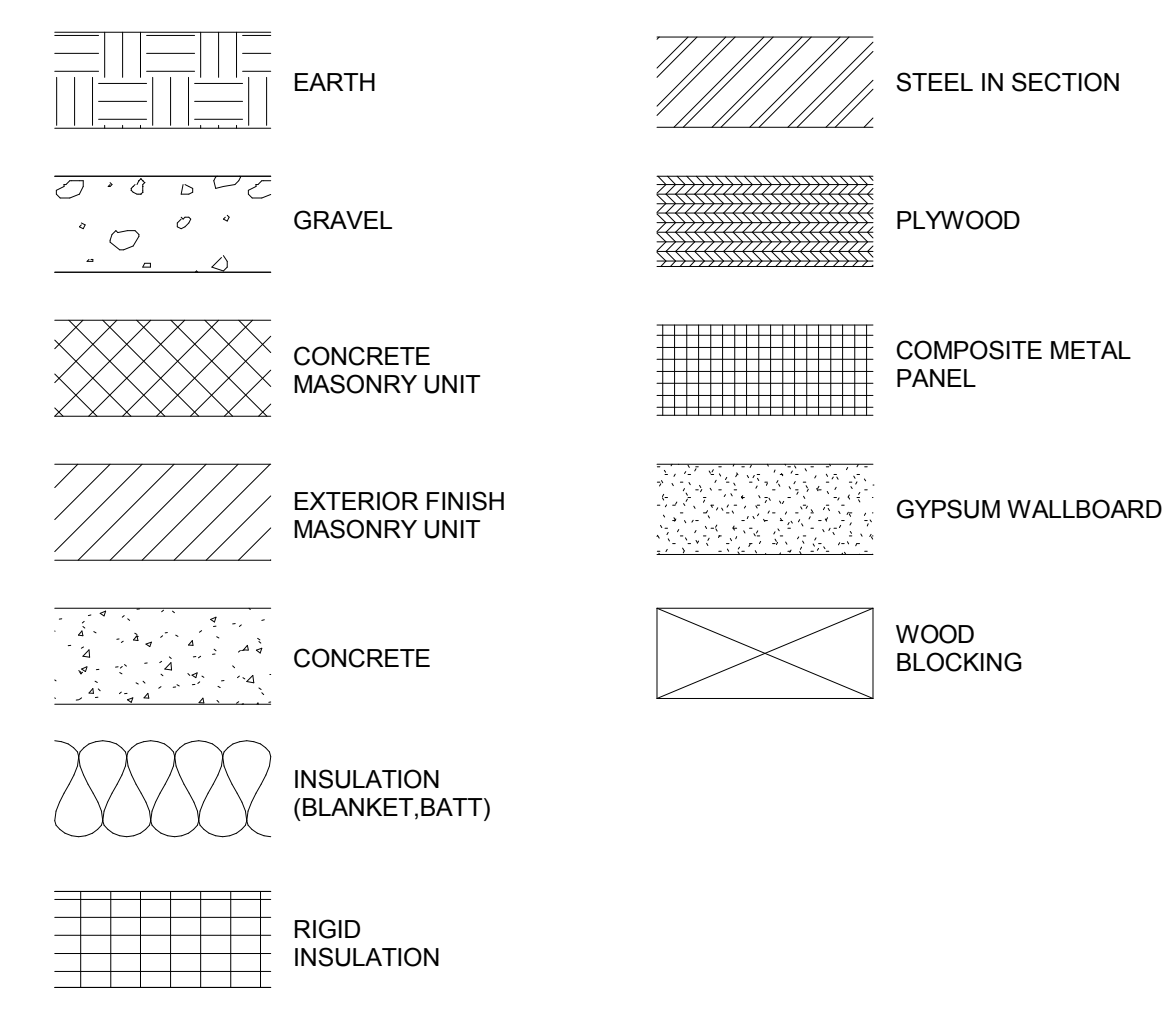 EARTH
GRAVEL
CONCRETE
MASONRY UNIT
EXTERIOR FINISH
MASONRY UNIT
CONCRETE
INSULATION
(BLANKET,BATT)
RIGID
INSULATION
STEEL IN SECTION
PLYWOOD
COMPOSITE METAL
PANEL
GYPSUM WALLBOARD
WOOD
BLOCKING